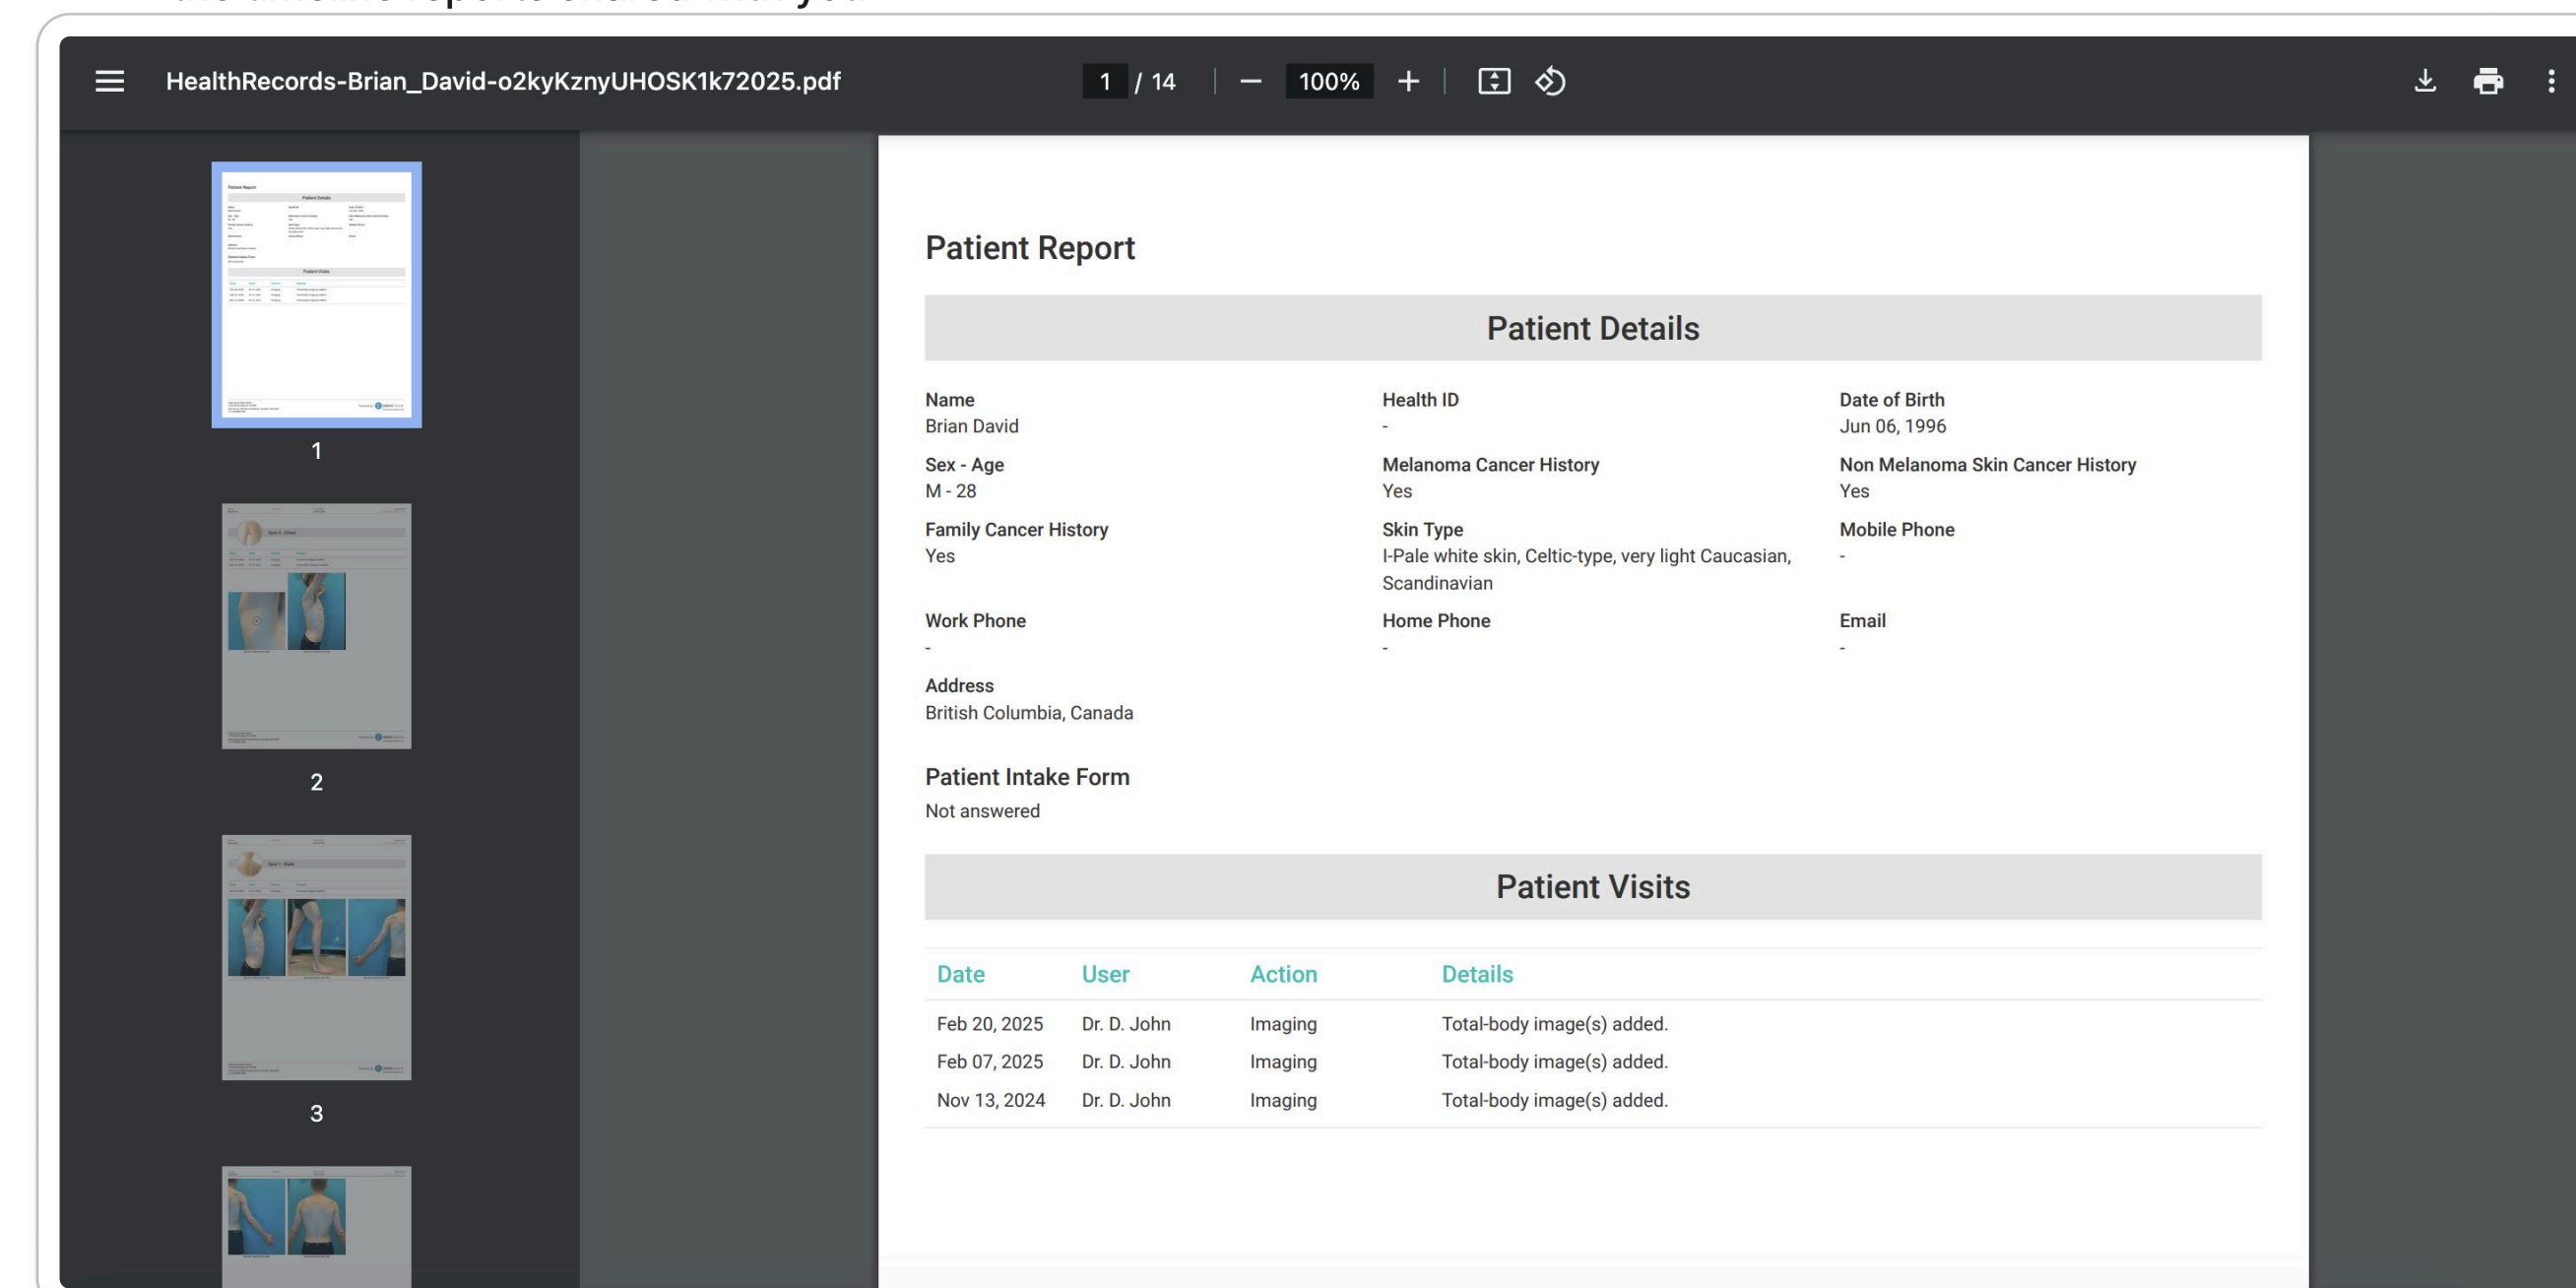 HealthRecords-Brian_David-o2kyKznyUHOSK1k72025.pdf
1 / 14
100%
1
2
3
Patient Report
Patient Details
Name Health ID Date of Birth
Brian David - Jun 06, 1996
Sex - Age Melanoma Cancer History Non Melanoma Skin Cancer History
M - 28 Yes Yes
Family Cancer History Skin Type Mobile Phone
Yes I-Pale white skin, Celtic-type, very light Caucasian, -
Scandinavian
Work Phone Home Phone Email
- - -
Address
British Columbia, Canada
Patient Intake Form
Not answered
Patient Visits
Date User Action Details
Feb 20, 2025 Dr. D. John Imaging Total-body image(s) added.
Feb 07, 2025 Dr. D. John Imaging Total-body image(s) added.
Nov 13, 2024 Dr. D. John Imaging Total-body image(s) added.